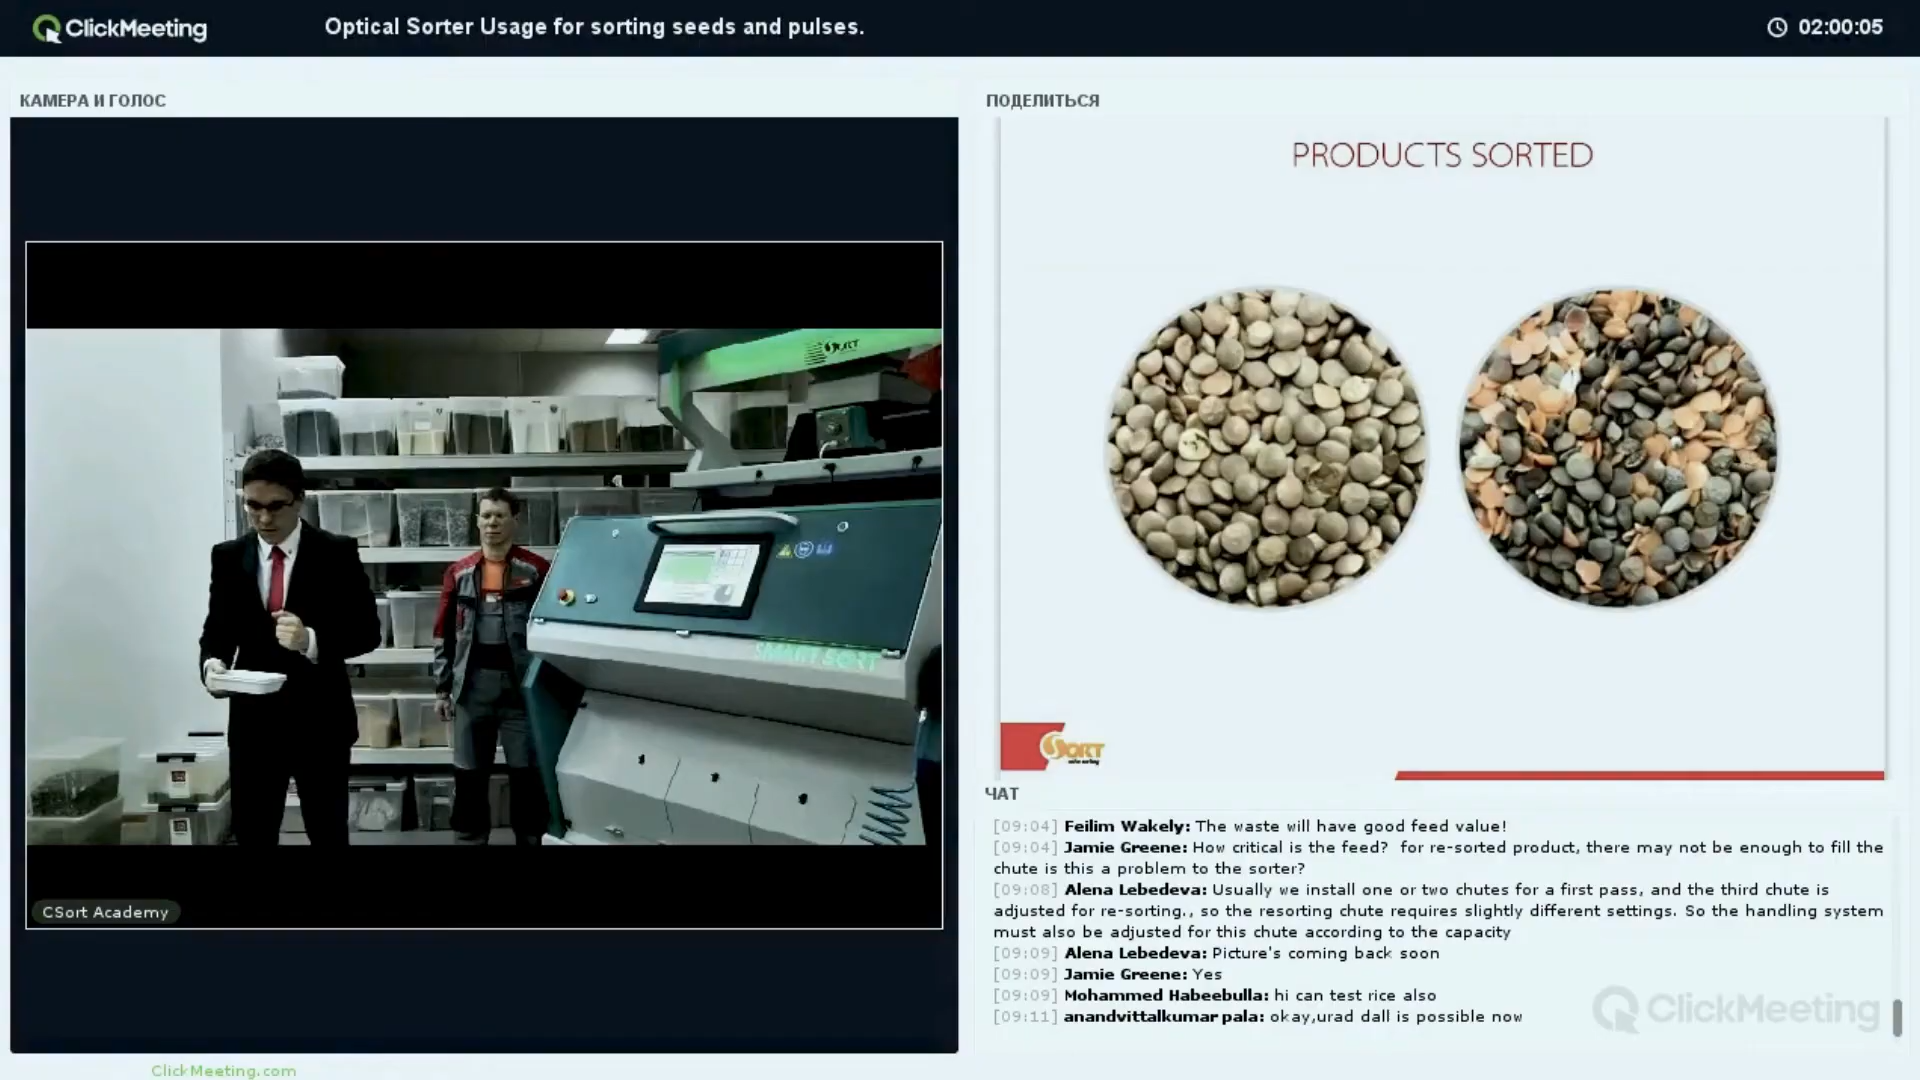 ClickMeeting
Optical Sorter Usage for sorting seeds and pulses.
02:00:05
КАМЕРА И ГОЛОС
ПОДЕЛИТЬСЯ
PRODUCTS SORTED
SORT
SMART SORT
CSort Academy
SORT
ЧАТ
[09:04] Feilim Wakely: The waste will have good feed value!
[09:04] Jamie Greene: How critical is the feed? for re-sorted product, there may not be enough to fill the
chute is this a problem to the sorter?
[09:08] Alena Lebedeva: Usually we install one or two chutes for a first pass, and the third chute is
adjusted for re-sorting., so the resorting chute requires slightly different settings. So the handling system
must also be adjusted for this chute according to the capacity
[09:09] Alena Lebedeva: Picture's coming back soon
[09:09] Jamie Greene: Yes
[09:09] Mohammed Habeebulla: hi can test rice also
[09:11] anandvittalkumar pala: okay,urad dall is possible now
ClickMeeting
ClickMeeting.com